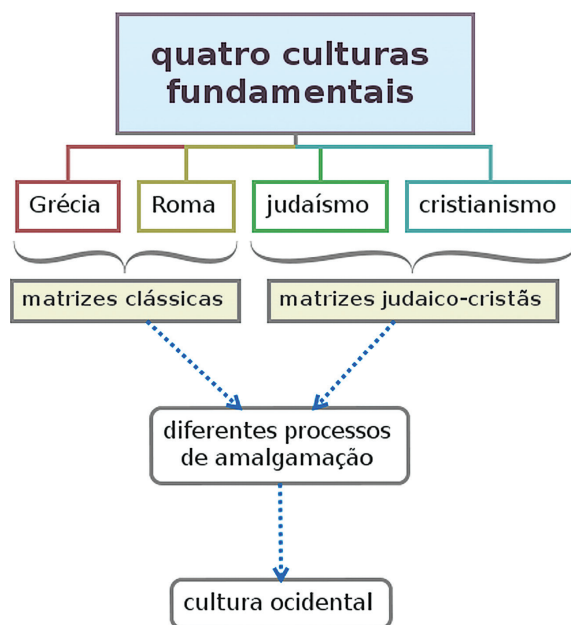 quatro culturas
fundamentais
Grécia
Roma
judaísmo
cristianismo
matrizes clássicas
matrizes judaico-cristãs
diferentes processos
de amalgamação
cultura ocidental